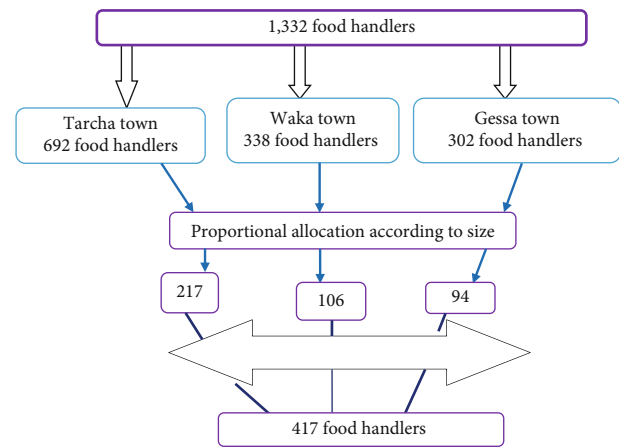 1,332 food handlers
Tarcha town
692 food handlers
Waka town
338 food handlers
Gessa town
302 food handlers
Proportional allocation according to size
217
106
94
417 food handlers